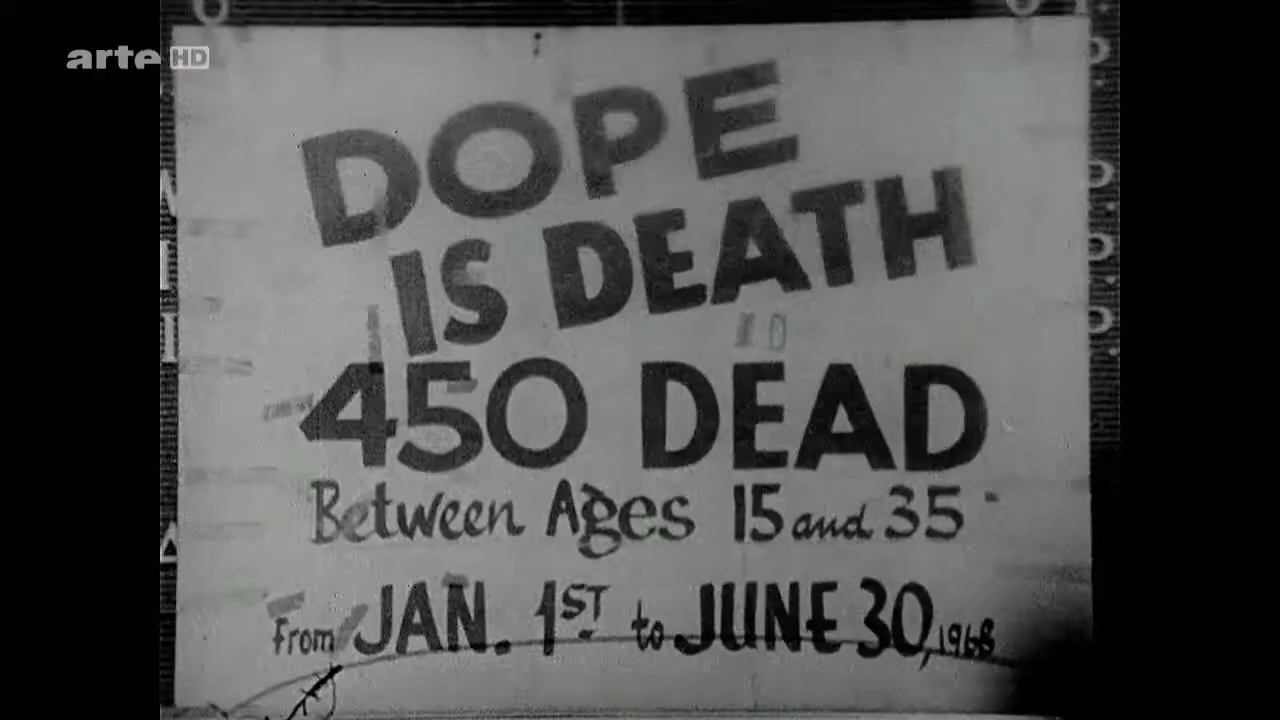 arte HD
DOPE
IS DEATH
450 DEAD
Between Ages 15 and 35
From JAN. 1ST to JUNE 30, 1968